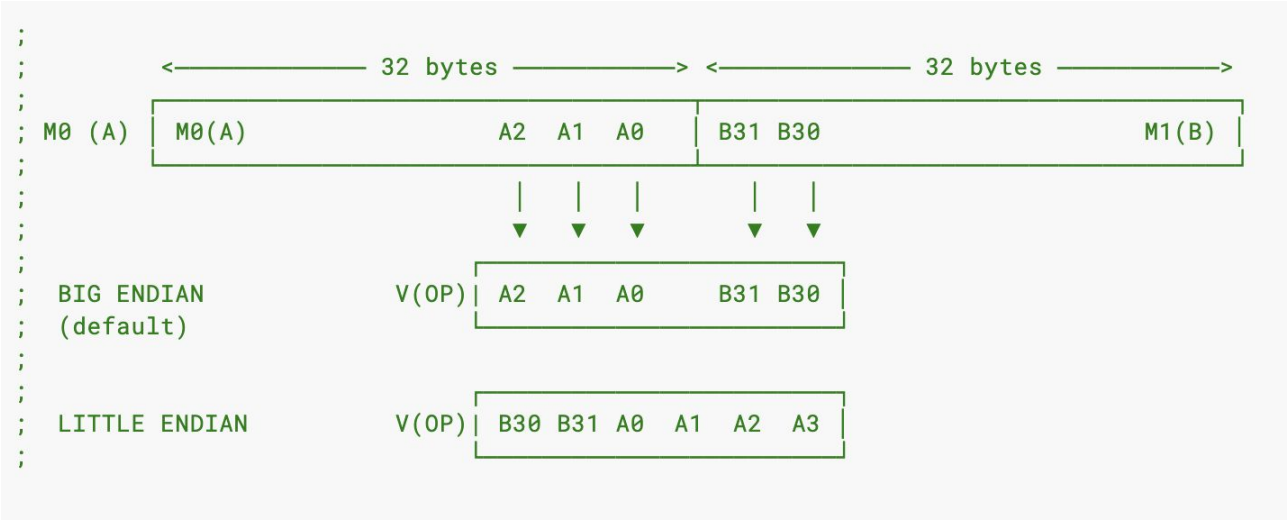 ;
; <———————————— 32 bytes ——————————> <———————————— 32 bytes ——————————>
;
; M0 (A) | M0(A) A2 A1 A0 | B31 B30 M1(B) |
;
; | | | | |
; ▼ ▼ ▼ ▼ ▼
;
; BIG ENDIAN V(OP)| A2 A1 A0 B31 B30 |
; (default)
;
;
; LITTLE ENDIAN V(OP)| B30 B31 A0 A1 A2 A3 |
;